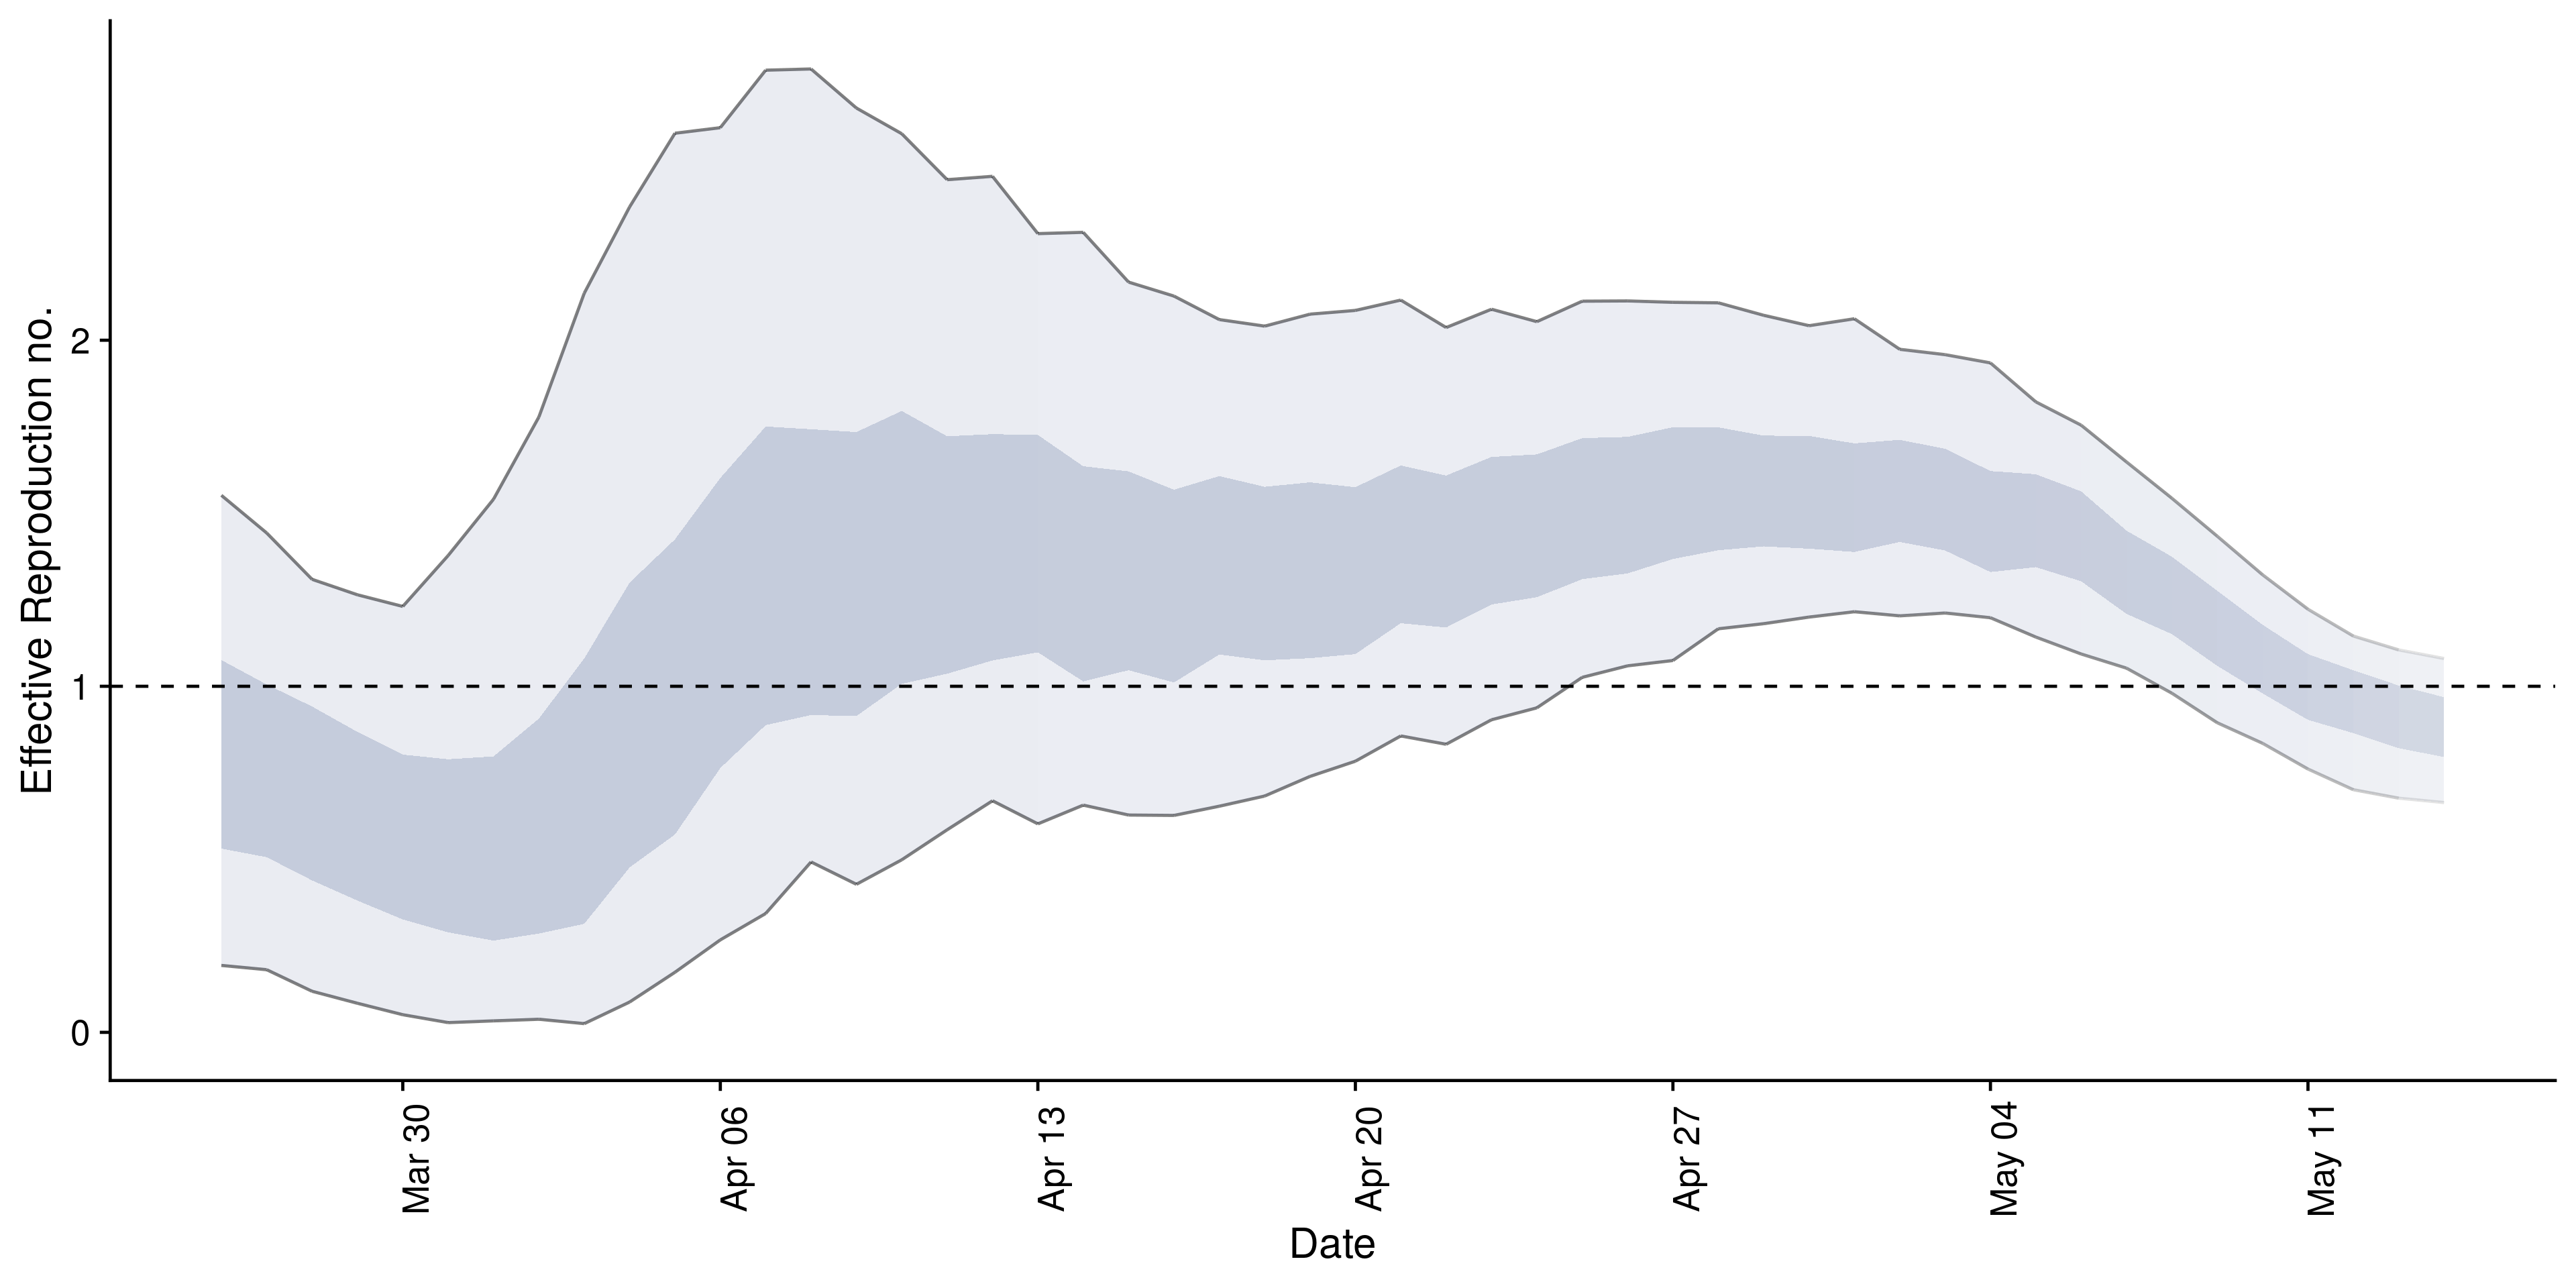 Effective Reproduction no.
2
1
0
Mar 30
Apr 06
Apr 13
Apr 20
Apr 27
May 04
May 11
Date